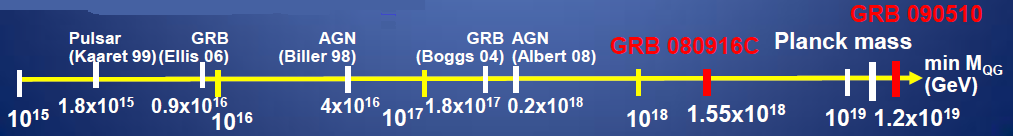 GRB 090510
Pulsar GRB AGN GRB AGN GRB 080916C Planck mass
(Kaaret 99) (Ellis 06) (Biller 98) (Boggs 04) (Albert 08)
min M_QG
(GeV)
10^15 1.8x10^15 0.9x10^16 10^16 4x10^16 10^17 1.8x10^17 0.2x10^18 10^18 1.55x10^18 10^19 1.2x10^19